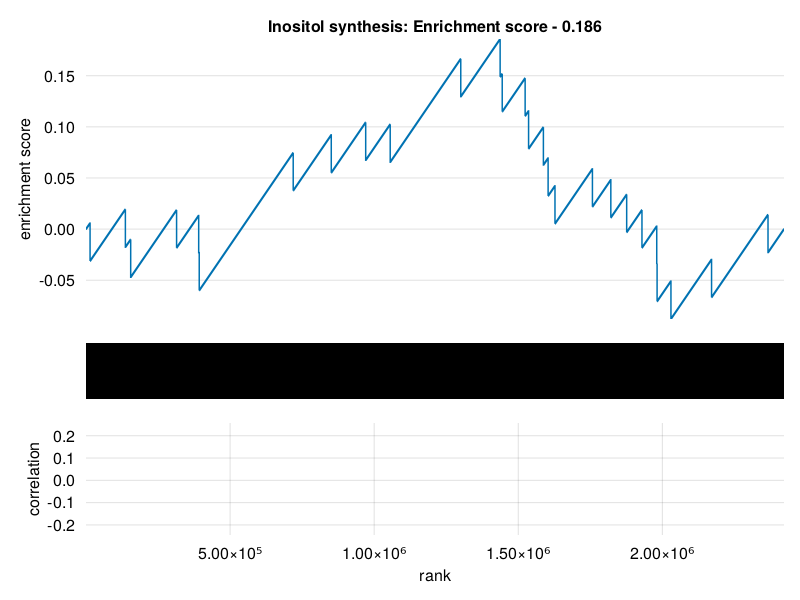 Inositol synthesis: Enrichment score - 0.186
enrichment score
0.15
0.10
0.05
0.00
-0.05
correlation
0.2
0.1
0.0
-0.1
-0.2
5.00×10⁵ 1.00×10⁶ 1.50×10⁶ 2.00×10⁶
rank